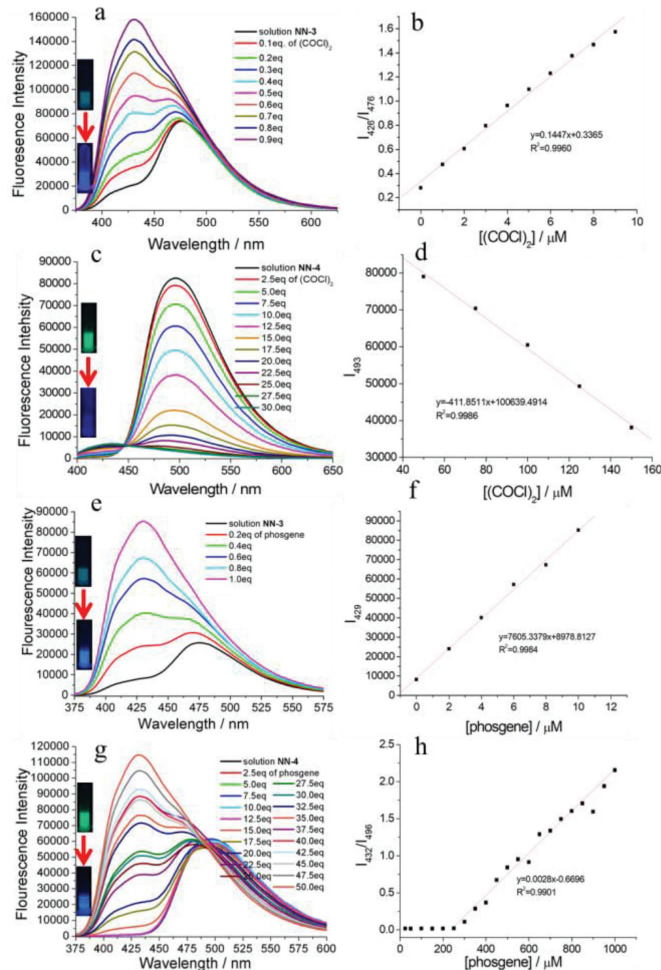 a
160000
140000
120000
100000
80000
60000
40000
20000
0
Fluoresence Intensity
400 450 500 550 600
Wavelength / nm
solution NN-3
0.1eq. of (COCl)2
0.2eq
0.3eq
0.4eq
0.5eq
0.6eq
0.7eq
0.8eq
0.9eq
b
1.6
1.4
1.2
1.0
0.8
0.6
0.4
0.2
I426/I476
y=0.1447x+0.3365
R2=0.9960
0 2 4 6 8 10
[(COCl)2] / μM
c
90000
80000
70000
60000
50000
40000
30000
20000
10000
0
Flourescence Intensity
400 450 500 550 600 650
Wavelength / nm
solution NN-4
2.5eq of (COCl)2
5.0eq
7.5eq
10.0eq
12.5eq
15.0eq
17.5eq
20.0eq
22.5eq
25.0eq
27.5eq
30.0eq
d
80000
70000
60000
50000
40000
30000
I493
y=-411.8511x+100639.4914
R2=0.9986
40 60 80 100 120 140 160
[(COCl)2] / μM
e
90000
80000
70000
60000
50000
40000
30000
20000
10000
0
Flourescence Intensity
375 400 425 450 475 500 525 550 575
Wavelength / nm
solution NN-3
0.2eq of phosgene
0.4eq
0.6eq
0.8eq
1.0eq
f
90000
80000
70000
60000
50000
40000
30000
20000
10000
0
I429
y=7605.3379x+8978.8127
R2=0.9984
0 2 4 6 8 10 12
[phosgene] / μM
g
120000
110000
100000
90000
80000
70000
60000
50000
40000
30000
20000
10000
0
Flourescence Intensity
375 400 425 450 475 500 525 550 575 600
Wavelength / nm
solution NN-4
2.5eq of phosgene
5.0eq
7.5eq
10.0eq
12.5eq
15.0eq
17.5eq
20.0eq
22.5eq
27.5eq
30.0eq
32.5eq
35.0eq
37.5eq
40.0eq
42.5eq
45.0eq
47.5eq
50.0eq
h
2.5
2.0
1.5
1.0
0.5
0.0
I432/I496
y=0.0028x-0.6696
R2=0.9901
0 200 400 600 800 1000
[phosgene] / μM